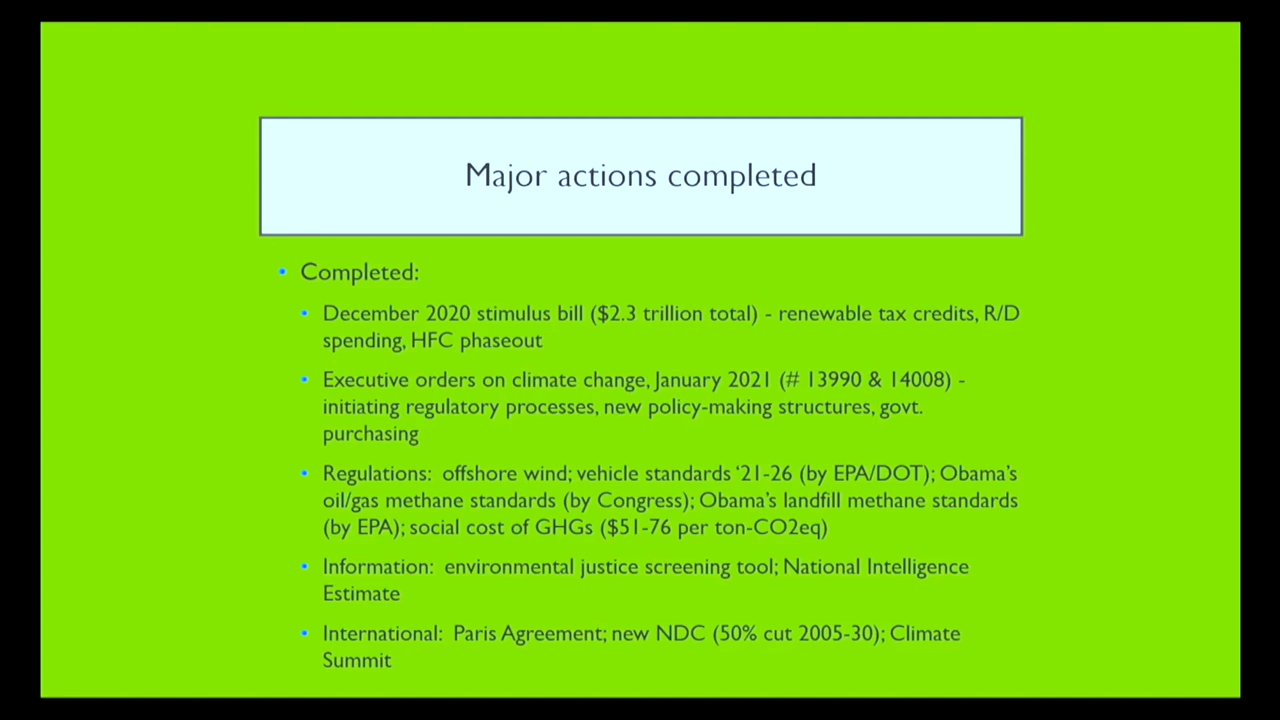 Major actions completed
• Completed:
• December 2020 stimulus bill ($2.3 trillion total) - renewable tax credits, R/D
spending, HFC phaseout
• Executive orders on climate change, January 2021 (# 13990 & 14008) -
initiating regulatory processes, new policy-making structures, govt.
purchasing
• Regulations:  offshore wind; vehicle standards ‘21-26 (by EPA/DOT); Obama’s
oil/gas methane standards (by Congress); Obama’s landfill methane standards
(by EPA); social cost of GHGs ($51-76 per ton-CO2eq)
• Information:  environmental justice screening tool; National Intelligence
Estimate
• International:  Paris Agreement; new NDC (50% cut 2005-30); Climate
Summit